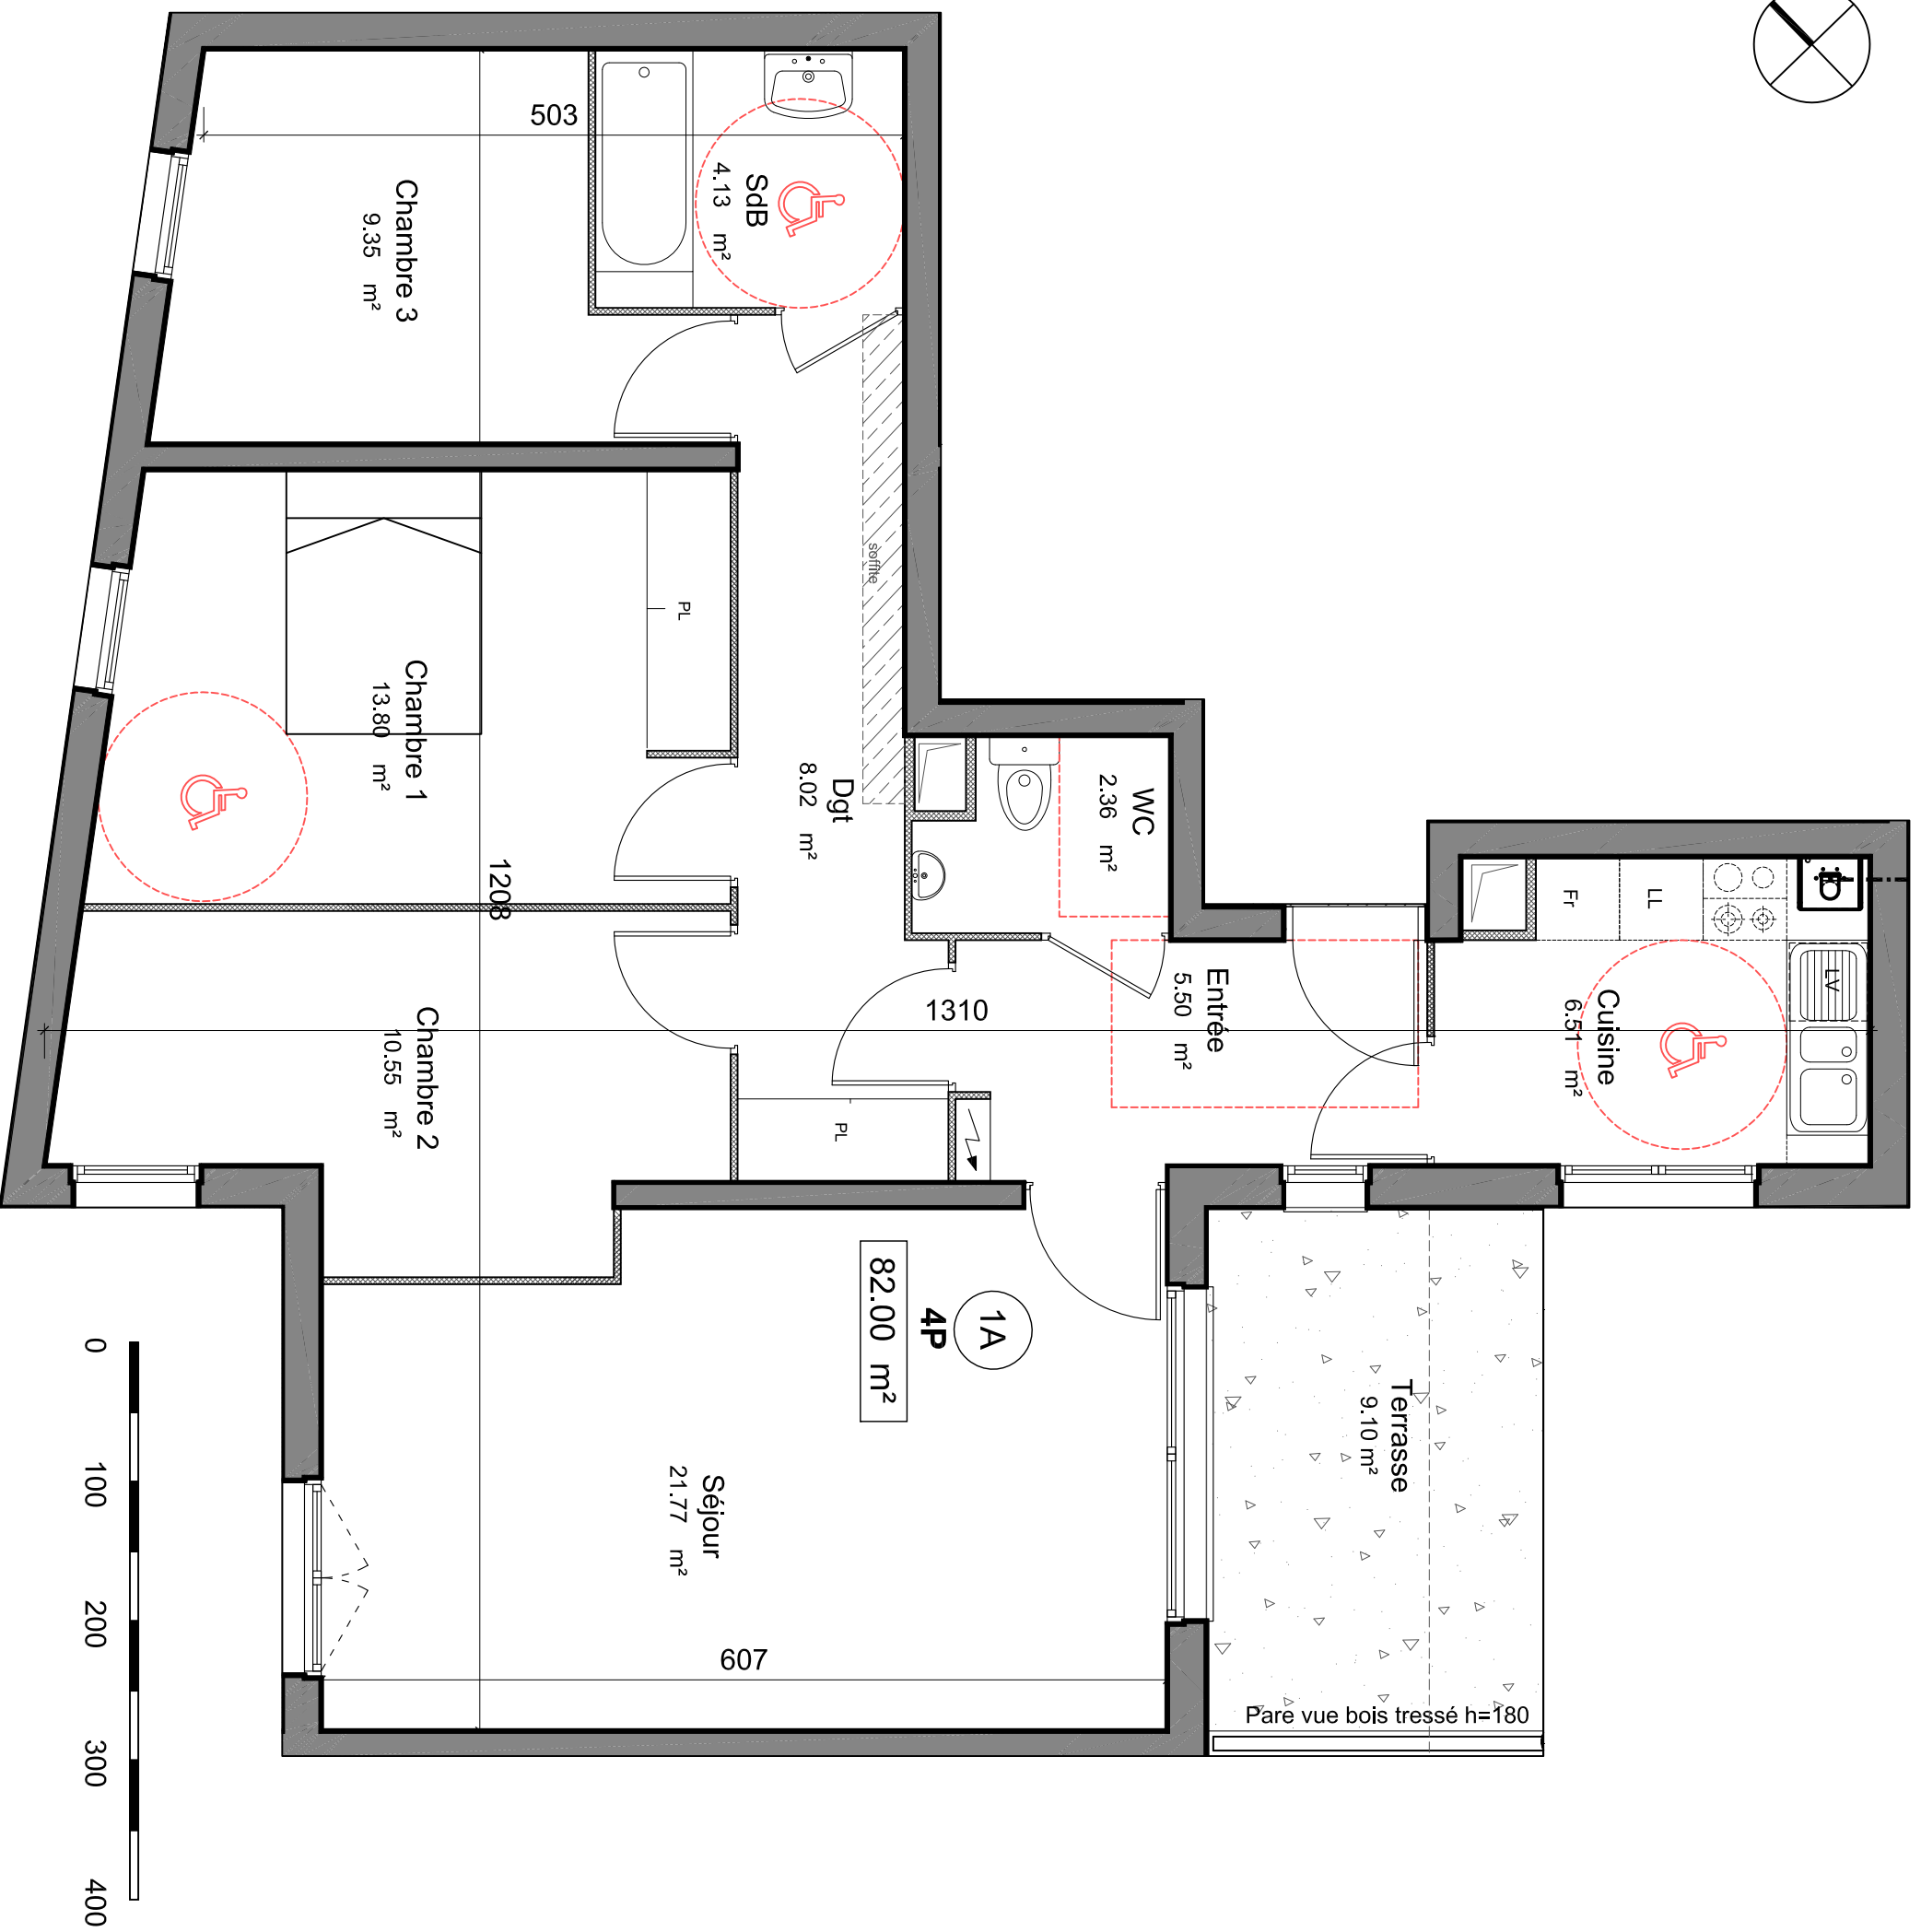 503
SdB
4.13 m²
Chambre 3
9.35 m²
soffite
PL
Chambre 1
13.80 m²
Dgt
8.02 m²
WC
2.36 m²
1208
Fr
LL
LV
Cuisine
6.51 m²
Entrée
5.50 m²
1310
Chambre 2
10.55 m²
PL
1A
4P
82.00 m²
Terrasse
9.10 m²
Séjour
21.77 m²
607
Pare vue bois tressé h=180
0 100 200 300 400